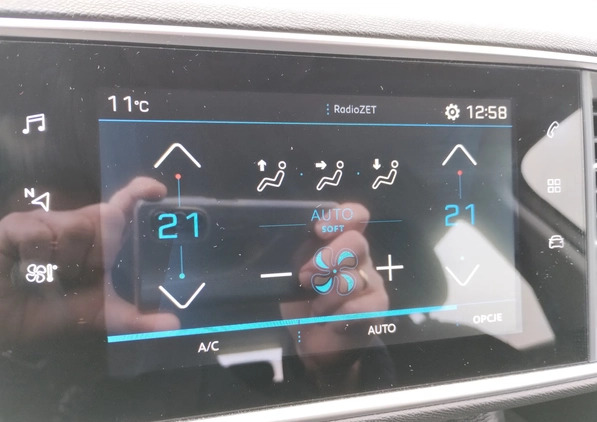 11°C
RadioZET
12:58
N
21
AUTO
SOFT
21
A/C
AUTO
OPCJE